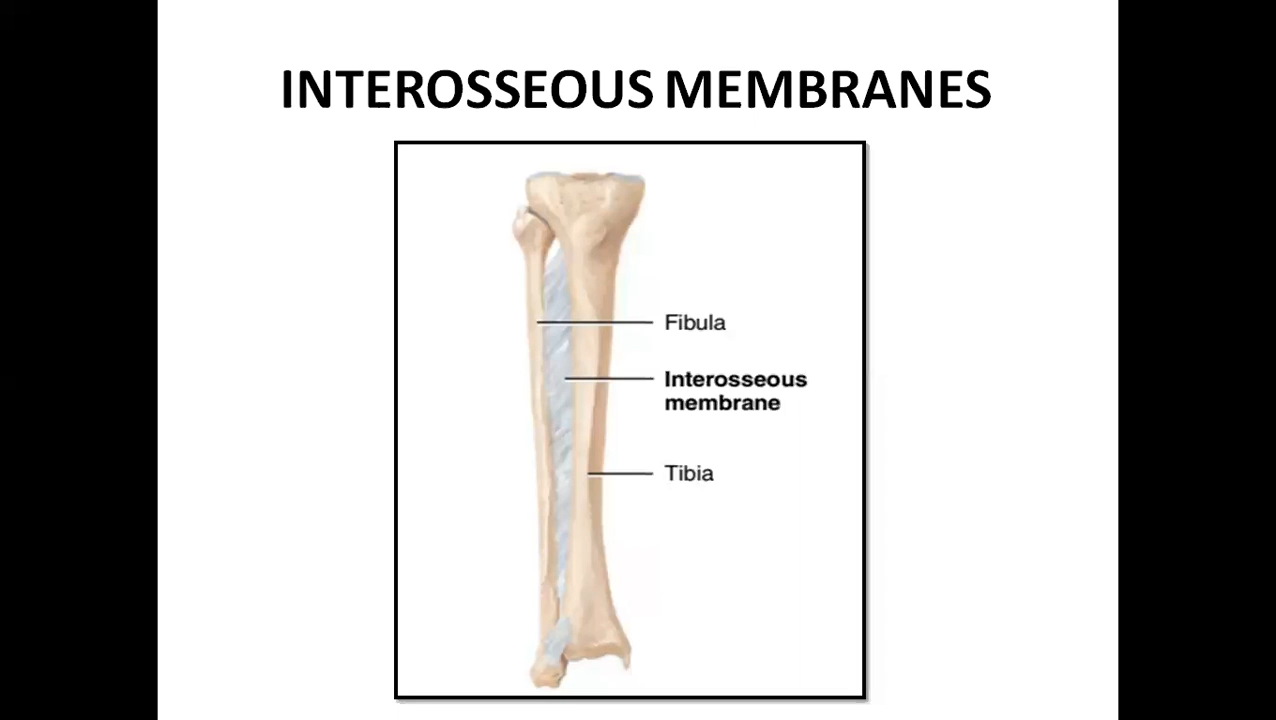 INTEROSSEOUS MEMBRANES
Fibula
Interosseous
membrane
Tibia